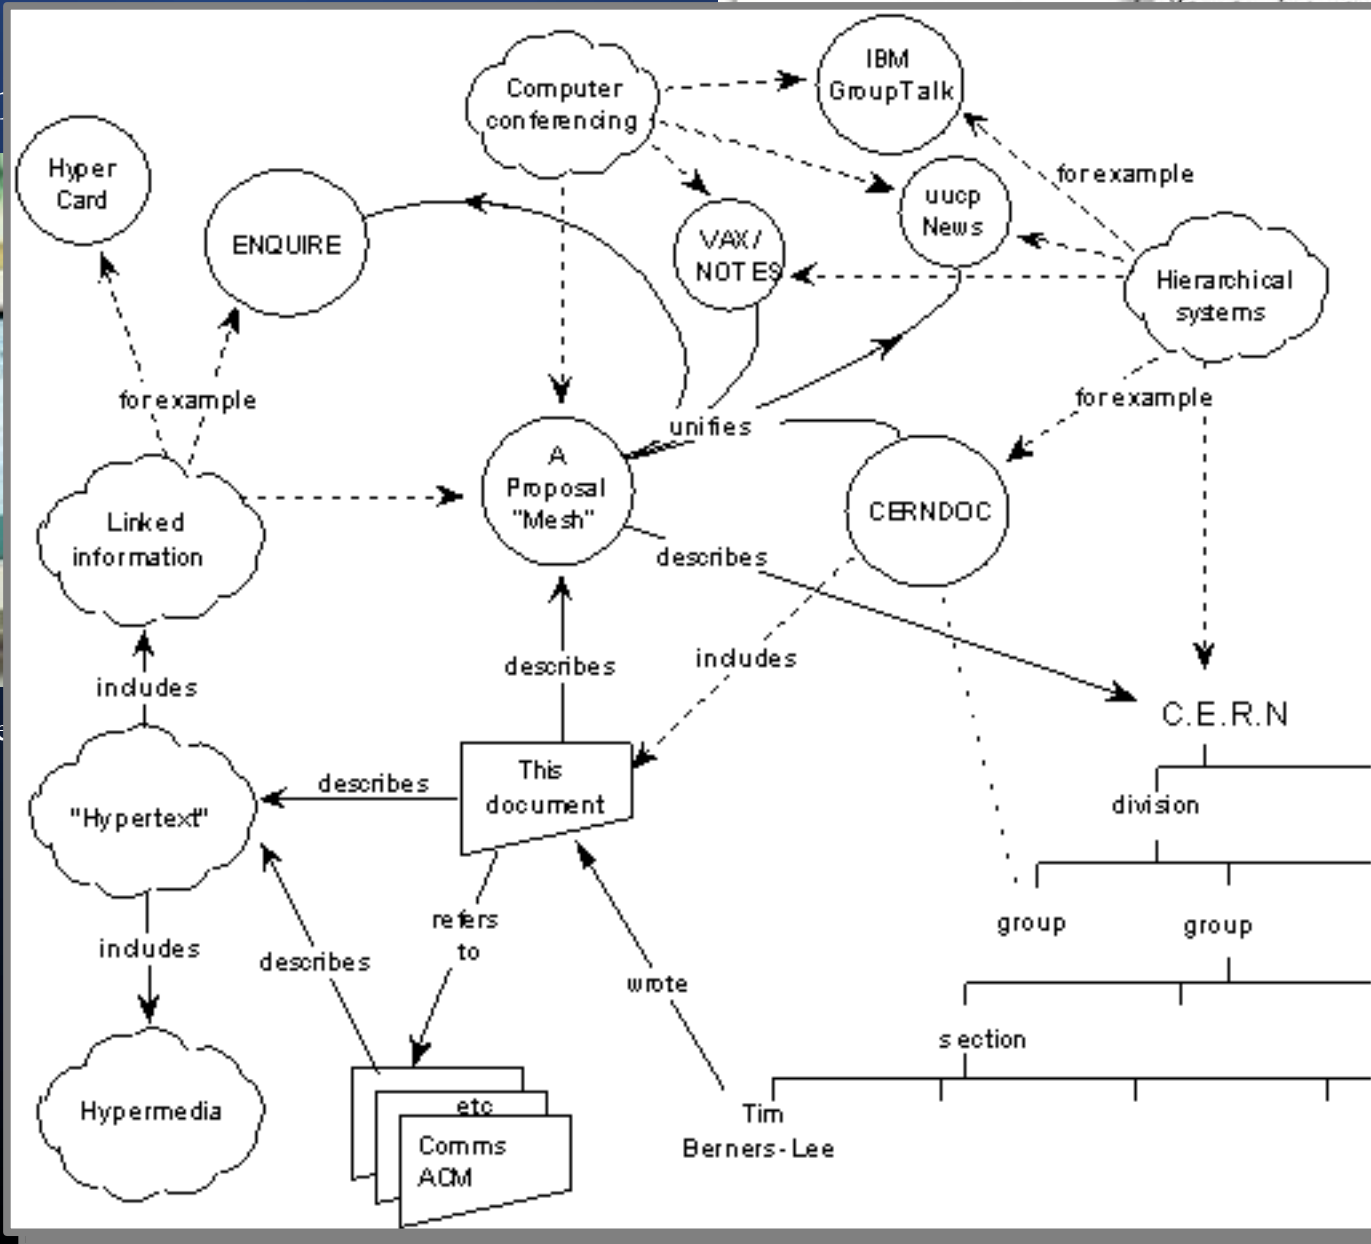 IBM
GroupTalk
Computer
conferencing
Hyper
Card
for example
uucp
News
ENQUIRE
VAX/
NOTES
Hierarchical
systems
for example
for example
unifies
A
Proposal
"Mesh"
CERNDOC
Linked
information
describes
describes
includes
includes
C.E.R.N
This
document
describes
division
"Hypertext"
refers
to
group
group
includes
describes
wrote
section
Hypermedia
etc
Comms
ACM
Tim
Berners-Lee